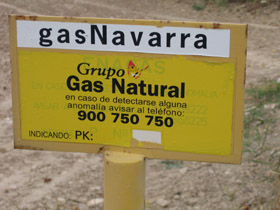 gasNavarra
Grupo
Gas Natural
en caso de detectarse alguna
anomalía avisar al teléfono:
900 750 750
INDICANDO: PK: